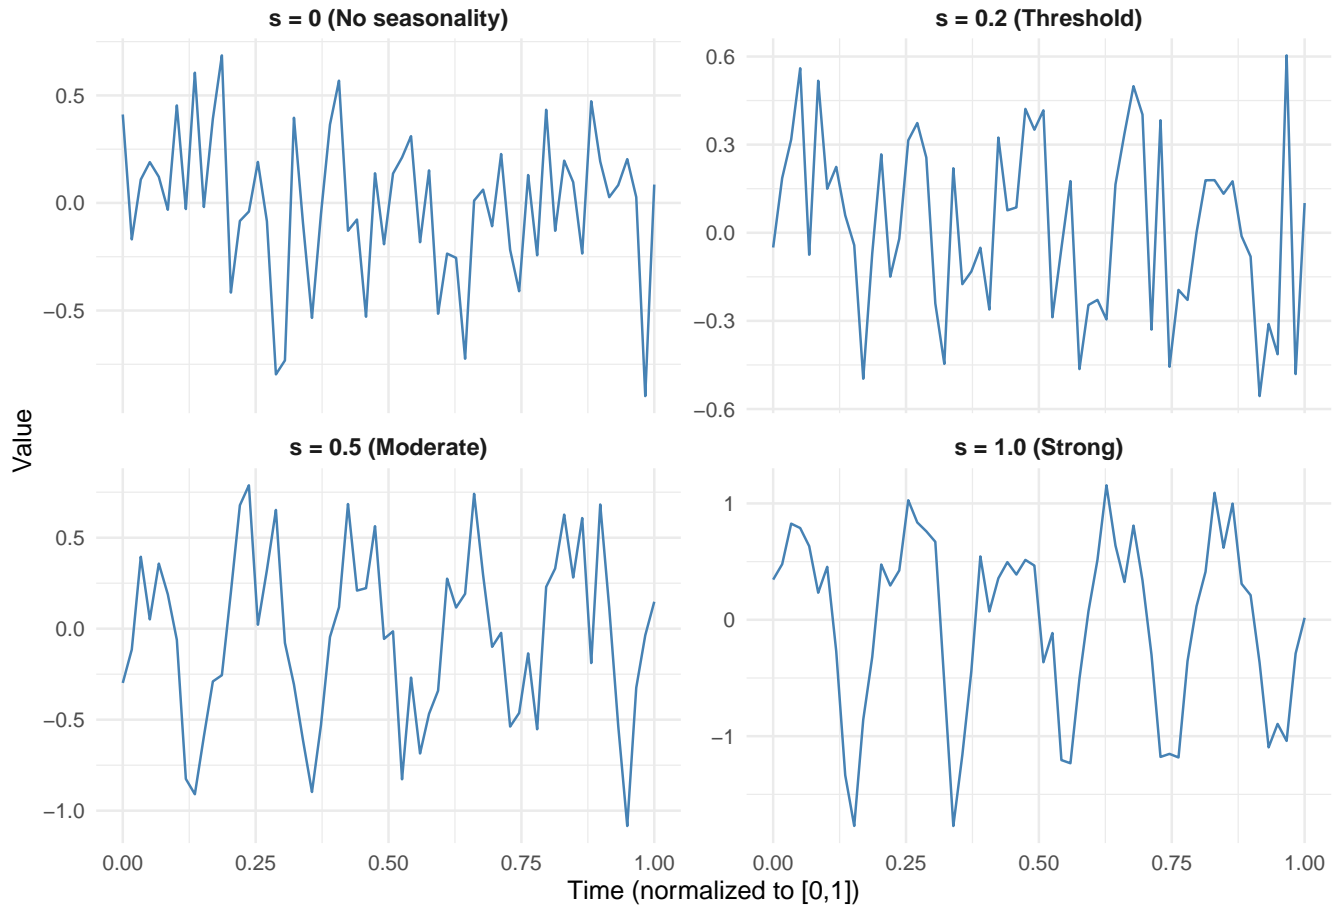 s = 0 (No seasonality)
0.5
0.0
−0.5
s = 0.2 (Threshold)
0.6
0.3
0.0
−0.3
−0.6
Value
s = 0.5 (Moderate)
0.5
0.0
−0.5
−1.0
0.00 0.25 0.50 0.75 1.00
s = 1.0 (Strong)
1
0
−1
0.00 0.25 0.50 0.75 1.00
Time (normalized to [0,1])